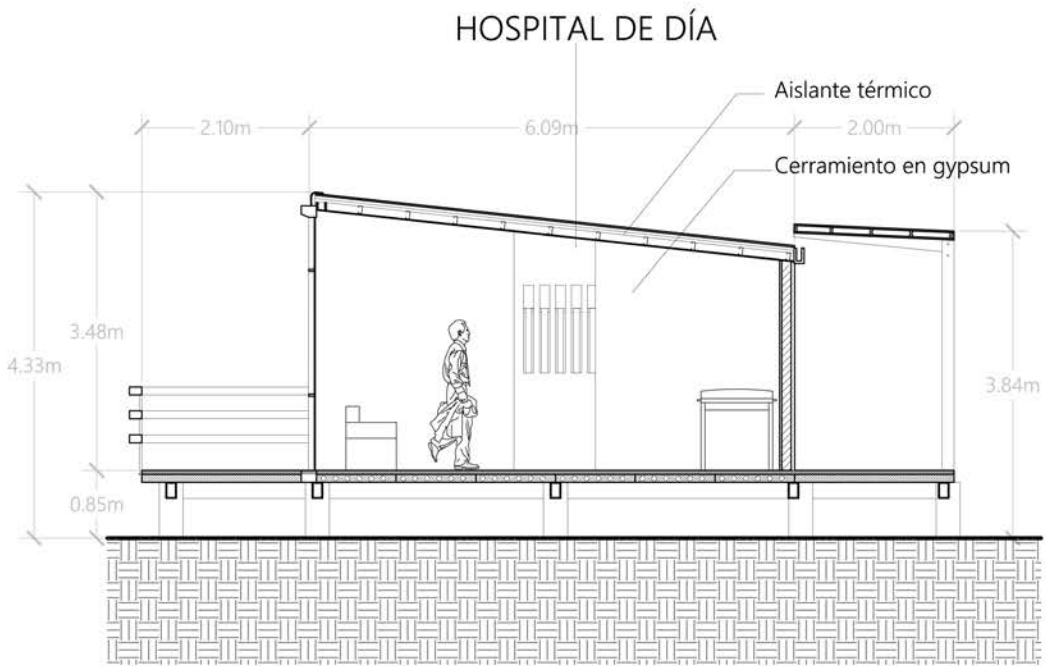 HOSPITAL DE DÍA
Aislante térmico
2.10m
6.09m
2.00m
Cerramiento en gypsum
3.48m
4.33m
3.84m
0.85m